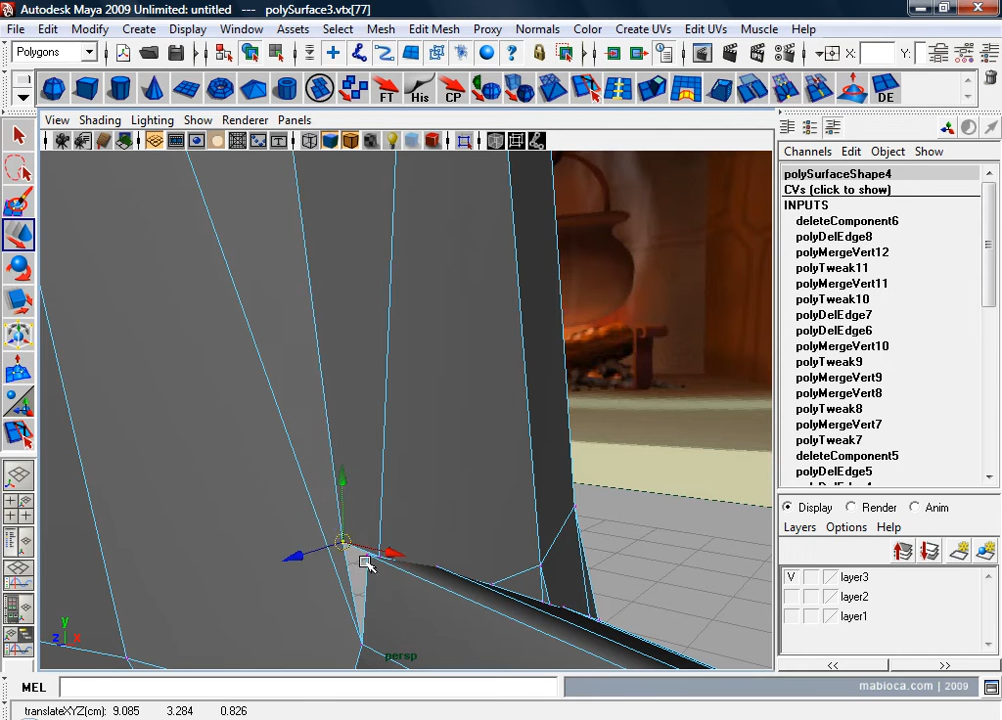 Autodesk Maya 2009 Unlimited: untitled --- polySurface3.vtx[77]
File Edit Modify Create Display Window Assets Select Mesh Edit Mesh Proxy Normals Color Create UVs Edit UVs Muscle Help
Polygons X: Y:
FT His CP DE
View Shading Lighting Show Renderer Panels
Channels Edit Object Show
polySurfaceShape4
CVs (click to show)
INPUTS
deleteComponent6
polyDelEdge8
polyMergeVert12
polyTweak11
polyMergeVert11
polyTweak10
polyDelEdge7
polyDelEdge6
polyMergeVert10
polyTweak9
polyMergeVert9
polyMergeVert8
polyTweak8
polyMergeVert7
polyTweak7
deleteComponent5
polyDelEdge5
Display Render Anim
Layers Options Help
V layer3
layer2
layer1
y
z x
persp
<< >>
MEL
mabioca.com | 2009
translateXYZ(cm): 9.085 3.284 0.826